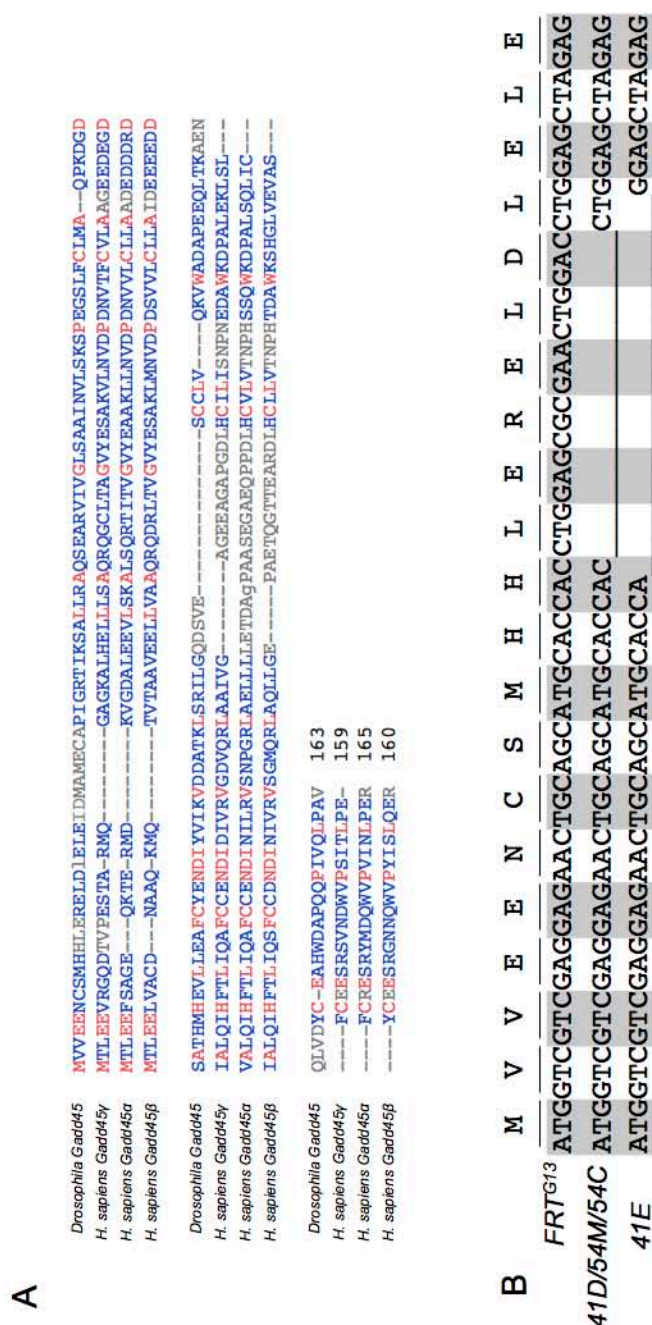 A
Drosophila Gadd45 MVVEENCSMHHLERELDlELEIDMAMECAPIGRTIKSALLRAQSEARVIVGLSAAINVLSKSPEGSLFCLMA--QPKDGD
H. sapiens Gadd45γ MTLEEVRGQDTVPESTA-RMQ--------GAGKALHELLLSAQRQGCLTAGVYESAKVLNVDPDNVTFCVLAAGEEDEGD
H. sapiens Gadd45α MTLEEFSAGE---QKTE-RMD--------KVGDALEEVLSKALSQRTITVGVYEAAKLLNVDPDNVVLCLLAADEDDDRD
H. sapiens Gadd45β MTLEELVACD---NAAQ-KMQ--------TVTAAVEELLVAAQRQDRLTVGVYESAKLMNVDPDSVVLCLLAIDEEEEDD
Drosophila Gadd45 SATHMHEVLLEAFCYENDIYVIKVDDATKLSRILGQDSVE--------------SCCLV----QKVWADAPEEQLTKAEN
H. sapiens Gadd45γ IALQIHFTLIQAFCCENDIDIVRVGDVQRLAAIVG--------AGEEAGAPGDLHCILISNPNEDAWKDPALEKLSL---
H. sapiens Gadd45α VALQIHFTLIQAFCCENDINILRVSNPGRLAELLLLETDAgPAASEGAEQPPDLHCVLVTNPHSSQWKDPALSQLIC---
H. sapiens Gadd45β IALQIHFTLIQSFCCDNDINIVRVSGMQRLAQLLGE-----PAETQGTTEARDLHCLLVTNPHTDAWKSHGLVEVAS---
Drosophila Gadd45 QLVDYC-EAHWDAPQQPIVQLPAV 163
H. sapiens Gadd45γ ----FCEESRSVNDWVPSITLPE- 159
H. sapiens Gadd45α ----FCRESRYMDQWVPVINLPER 165
H. sapiens Gadd45β ----YCEESRGNNQWVPYISLQER 160
B
M V V E E N C S M H H L E R E L D L E L E
FRTG13 ATGGTCGTCGAGGAGAACTGCAGCATGCACCACCTGGAGCGCGAACTGGACCTGGAGCTAGAG
41D/54M/54C ATGGTCGTCGAGGAGAACTGCAGCATGCACCAC CTGGAGCTAGAG
41E ATGGTCGTCGAGGAGAACTGCAGCATGCACCA GGAGCTAGAG